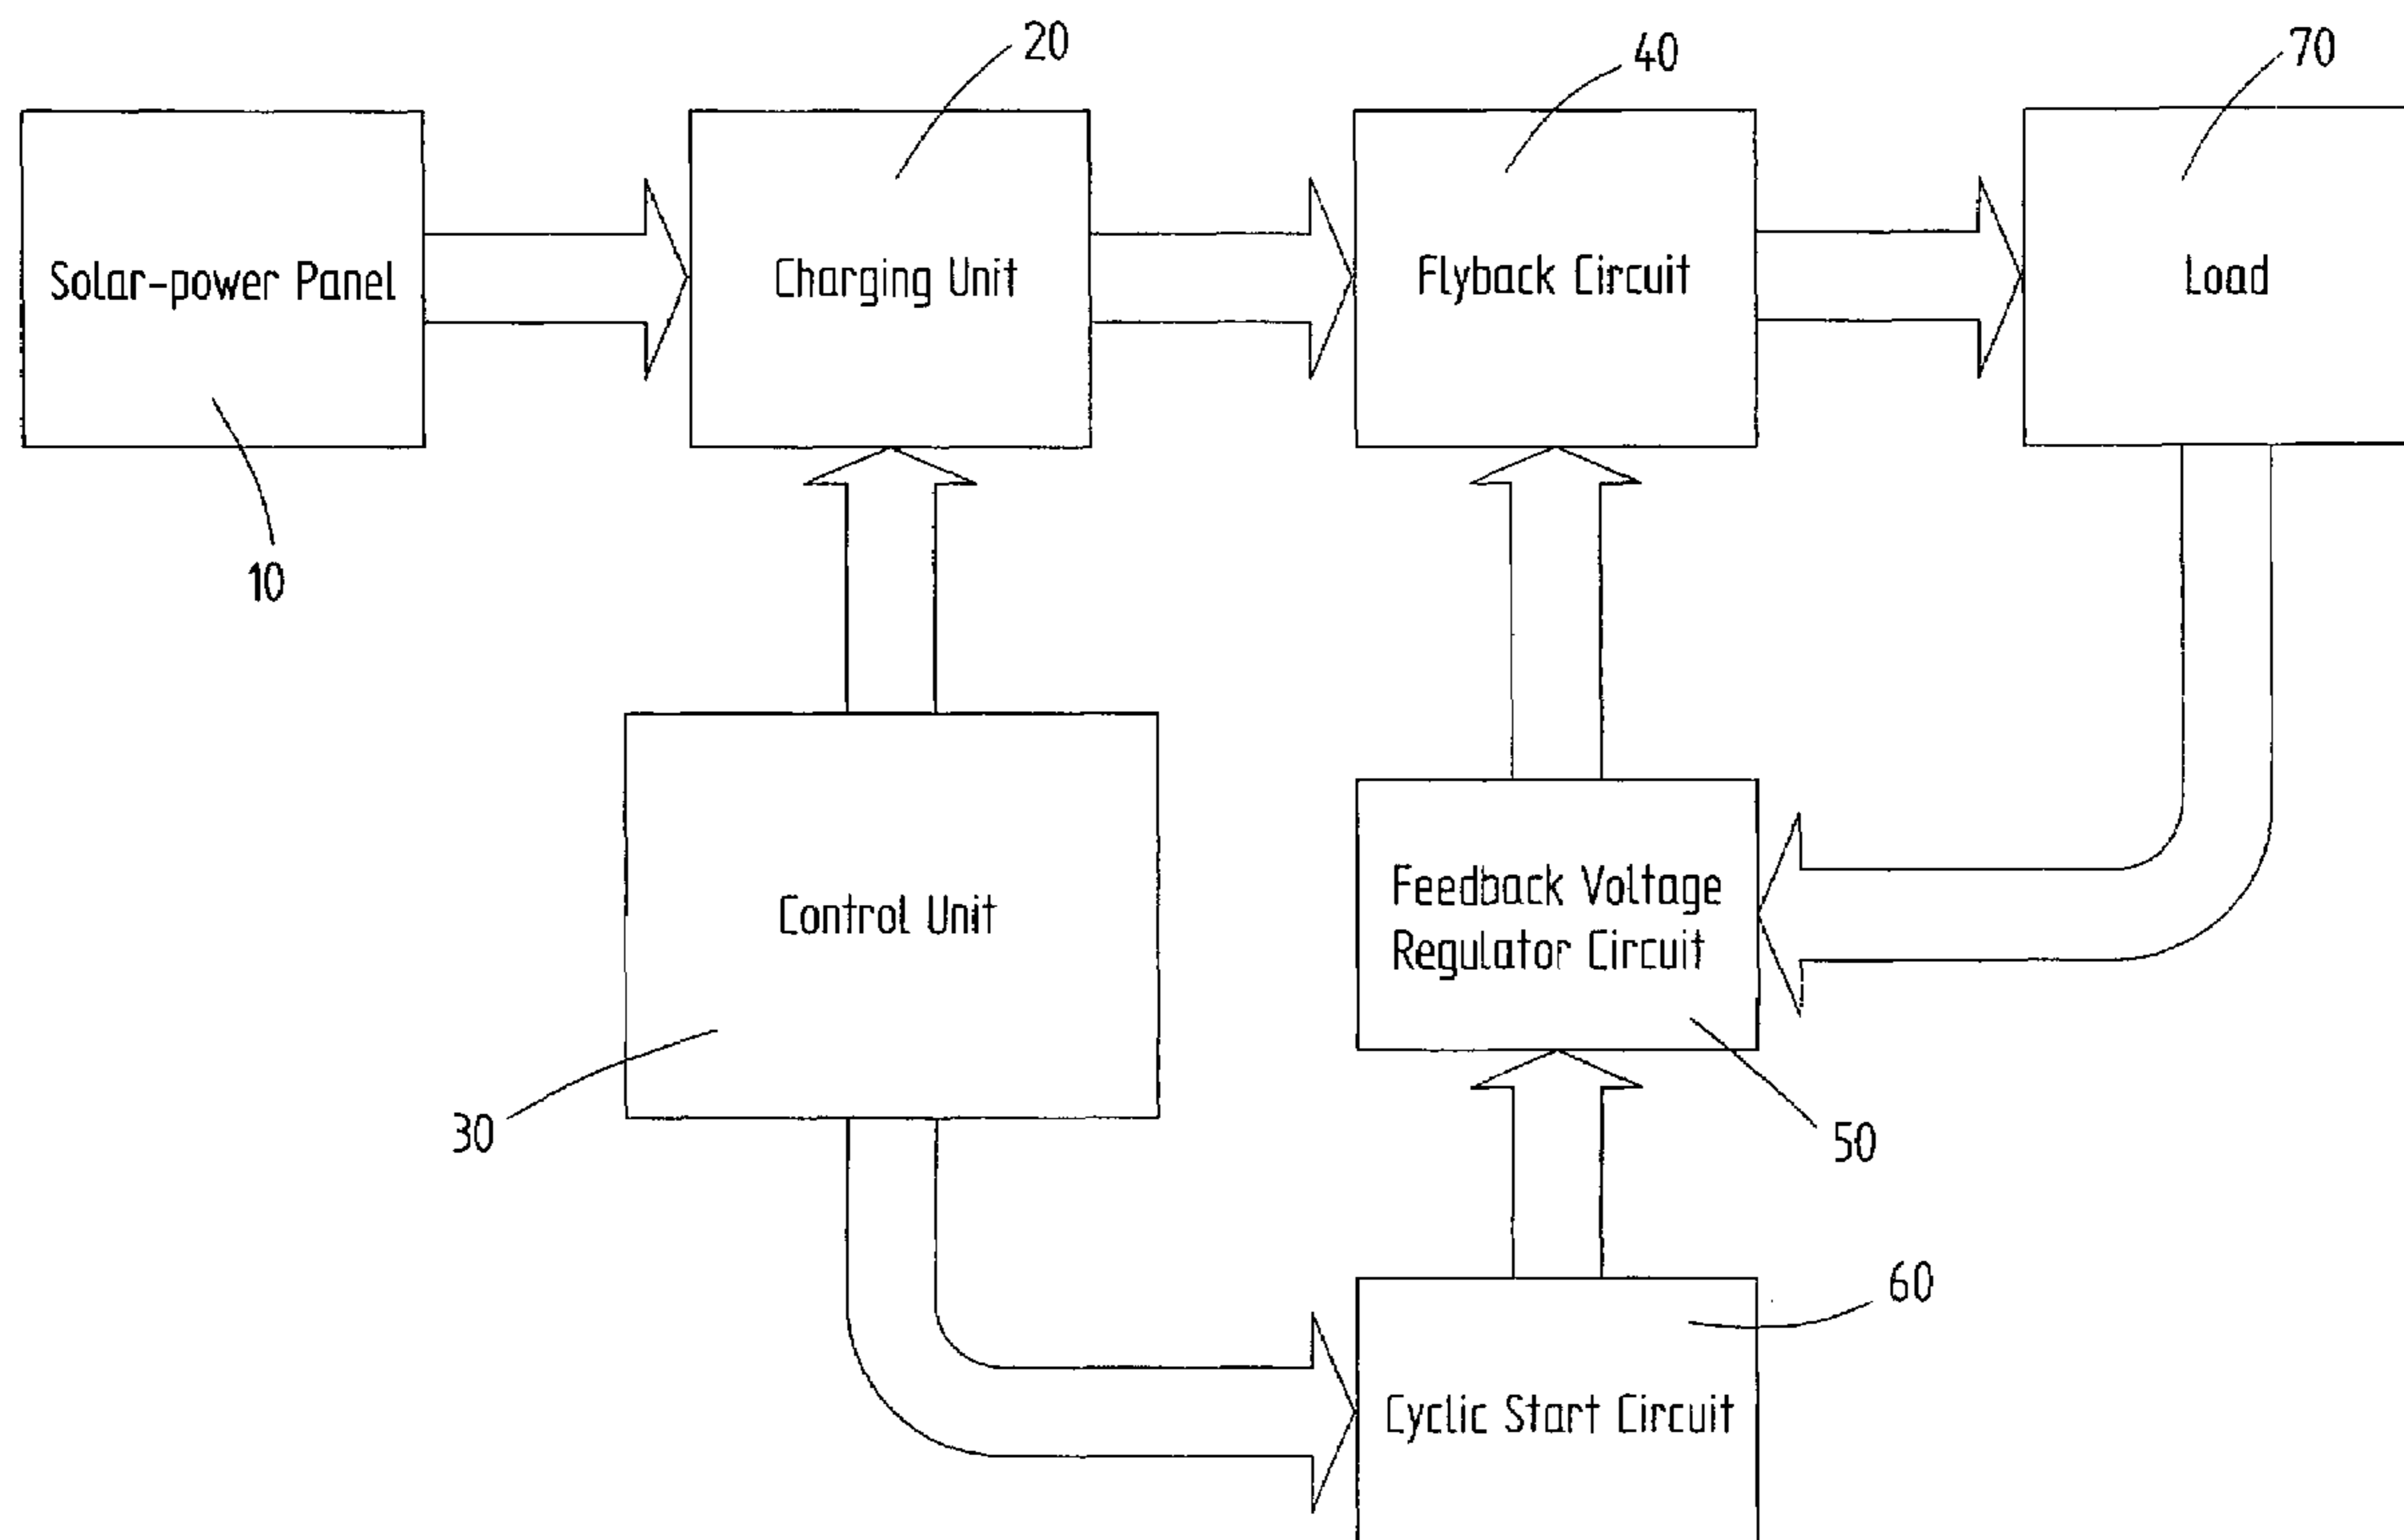 20
40
70
Solar-power Panel
Charging Unit
Flyback Circuit
Load
10
Control Unit
Feedback Voltage
Regulator Circuit
30
50
60
Cyclic Start Circuit